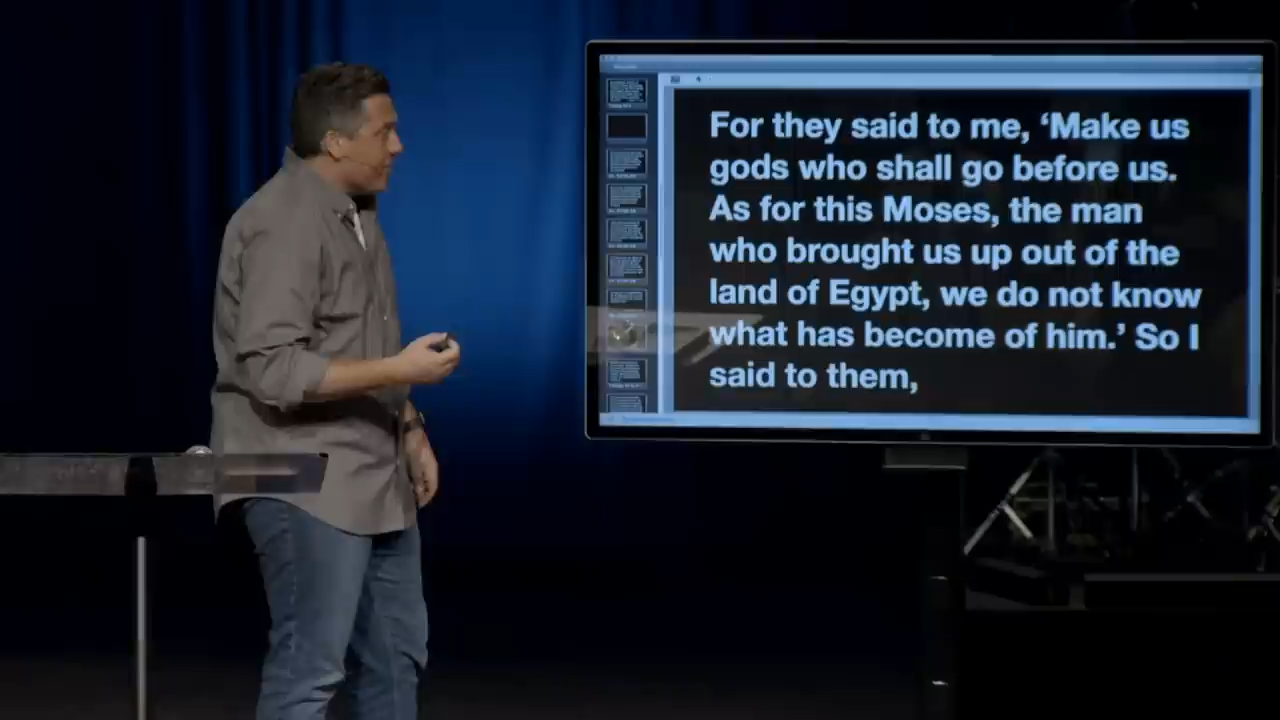 For they said to me, ‘Make us
gods who shall go before us.
As for this Moses, the man
who brought us up out of the
land of Egypt, we do not know
what has become of him.’ So I
said to them,